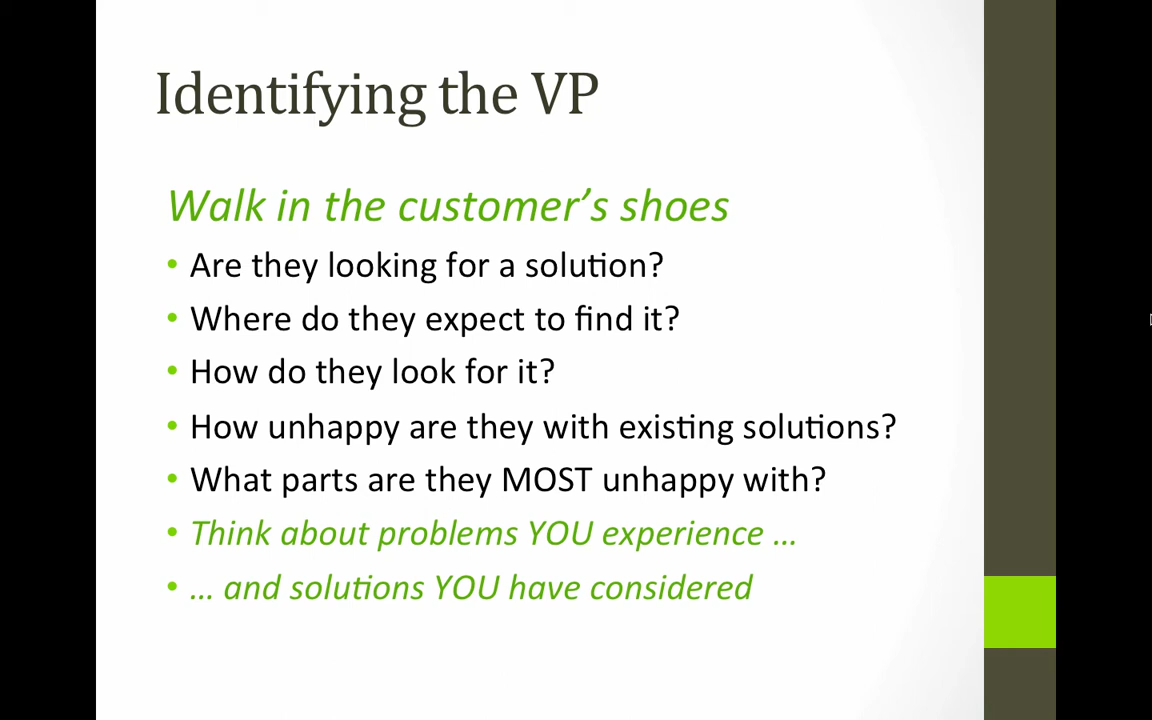 Identifying the VP
Walk in the customer’s shoes
• Are they looking for a solution?
• Where do they expect to find it?
• How do they look for it?
• How unhappy are they with existing solutions?
• What parts are they MOST unhappy with?
• Think about problems YOU experience …
• … and solutions YOU have considered